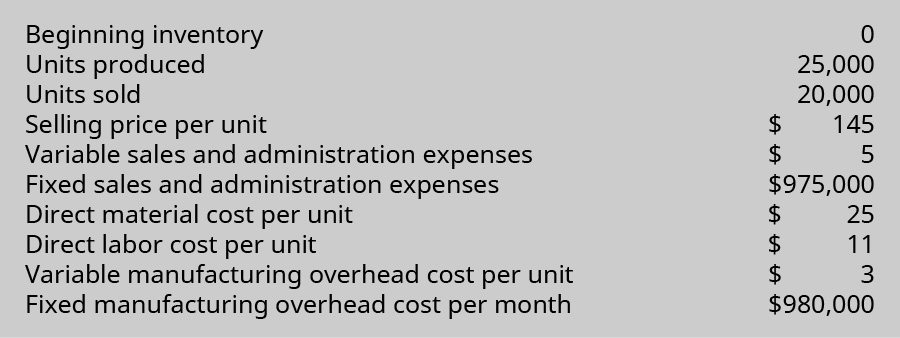 Beginning inventory 0
Units produced 25,000
Units sold 20,000
Selling price per unit $ 145
Variable sales and administration expenses $ 5
Fixed sales and administration expenses $975,000
Direct material cost per unit $ 25
Direct labor cost per unit $ 11
Variable manufacturing overhead cost per unit $ 3
Fixed manufacturing overhead cost per month $980,000